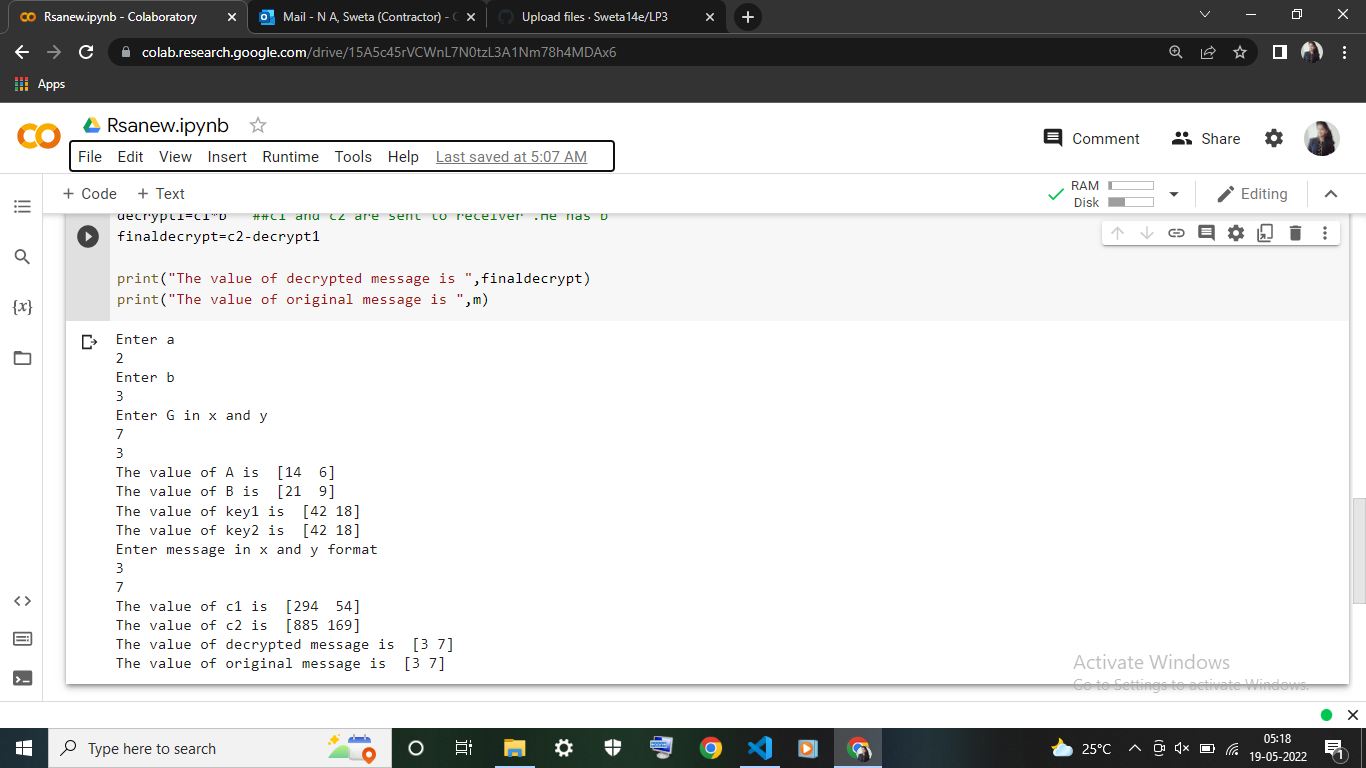 Rsanew.ipynb - Colaboratory
Mail - N A, Sweta (Contractor) -
Upload files · Sweta14e/LP3
colab.research.google.com/drive/15A5c45rVCWnL7N0tzL3A1Nm78h4MDAx6
Apps
Rsanew.ipynb
Comment
Share
File Edit View Insert Runtime Tools Help Last saved at 5:07 AM
+ Code + Text
RAM
Disk
Editing
decrypt1=c1*b ##c1 and c2 are sent to receiver .He has b
finaldecrypt=c2-decrypt1
print("The value of decrypted message is ",finaldecrypt)
print("The value of original message is ",m)
{x}
Enter a
2
Enter b
3
Enter G in x and y
7
3
The value of A is  [14  6]
The value of B is  [21  9]
The value of key1 is  [42 18]
The value of key2 is  [42 18]
Enter message in x and y format
3
7
The value of c1 is  [294  54]
The value of c2 is  [885 169]
The value of decrypted message is  [3 7]
The value of original message is  [3 7]
Activate Windows
Go to Settings to activate Windows.
Type here to search
25°C
05:18
19-05-2022
1